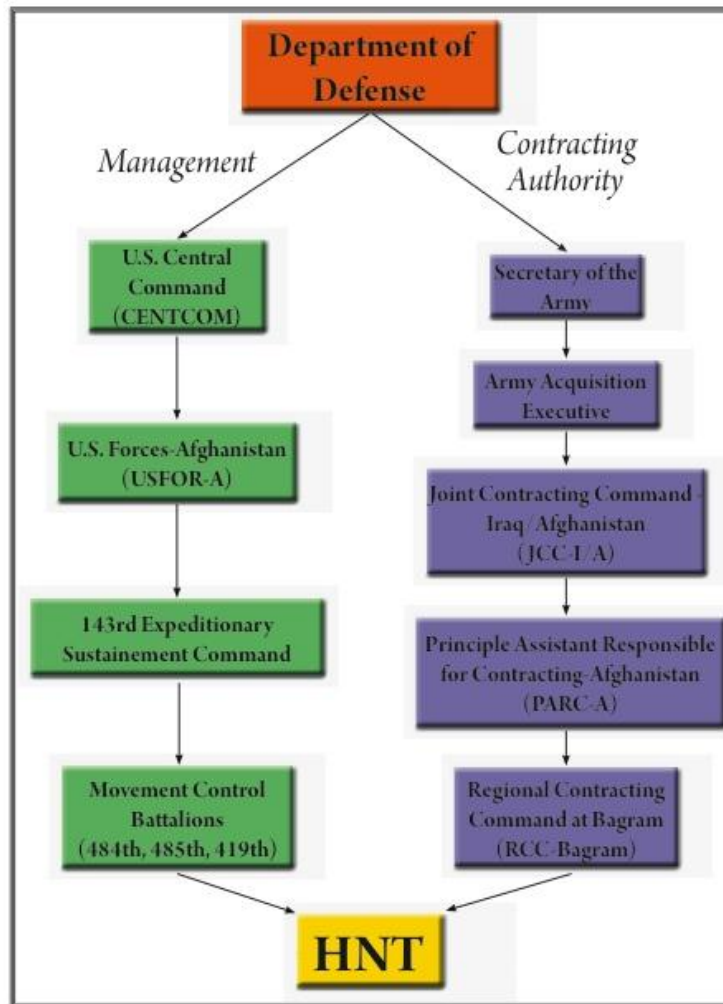 Department of
Defense
Management
Contracting
Authority
U.S. Central
Command
(CENTCOM)
U.S. Forces-Afghanistan
(USFOR-A)
143rd Expeditionary
Sustainement Command
Movement Control
Battalions
(484th, 485th, 419th)
Secretary of the
Army
Army Acquisition
Executive
Joint Contracting Command -
Iraq/Afghanistan
(JCC-I/A)
Principle Assistant Responsible
for Contracting-Afghanistan
(PARC-A)
Regional Contracting
Command at Bagram
(RCC-Bagram)
HNT